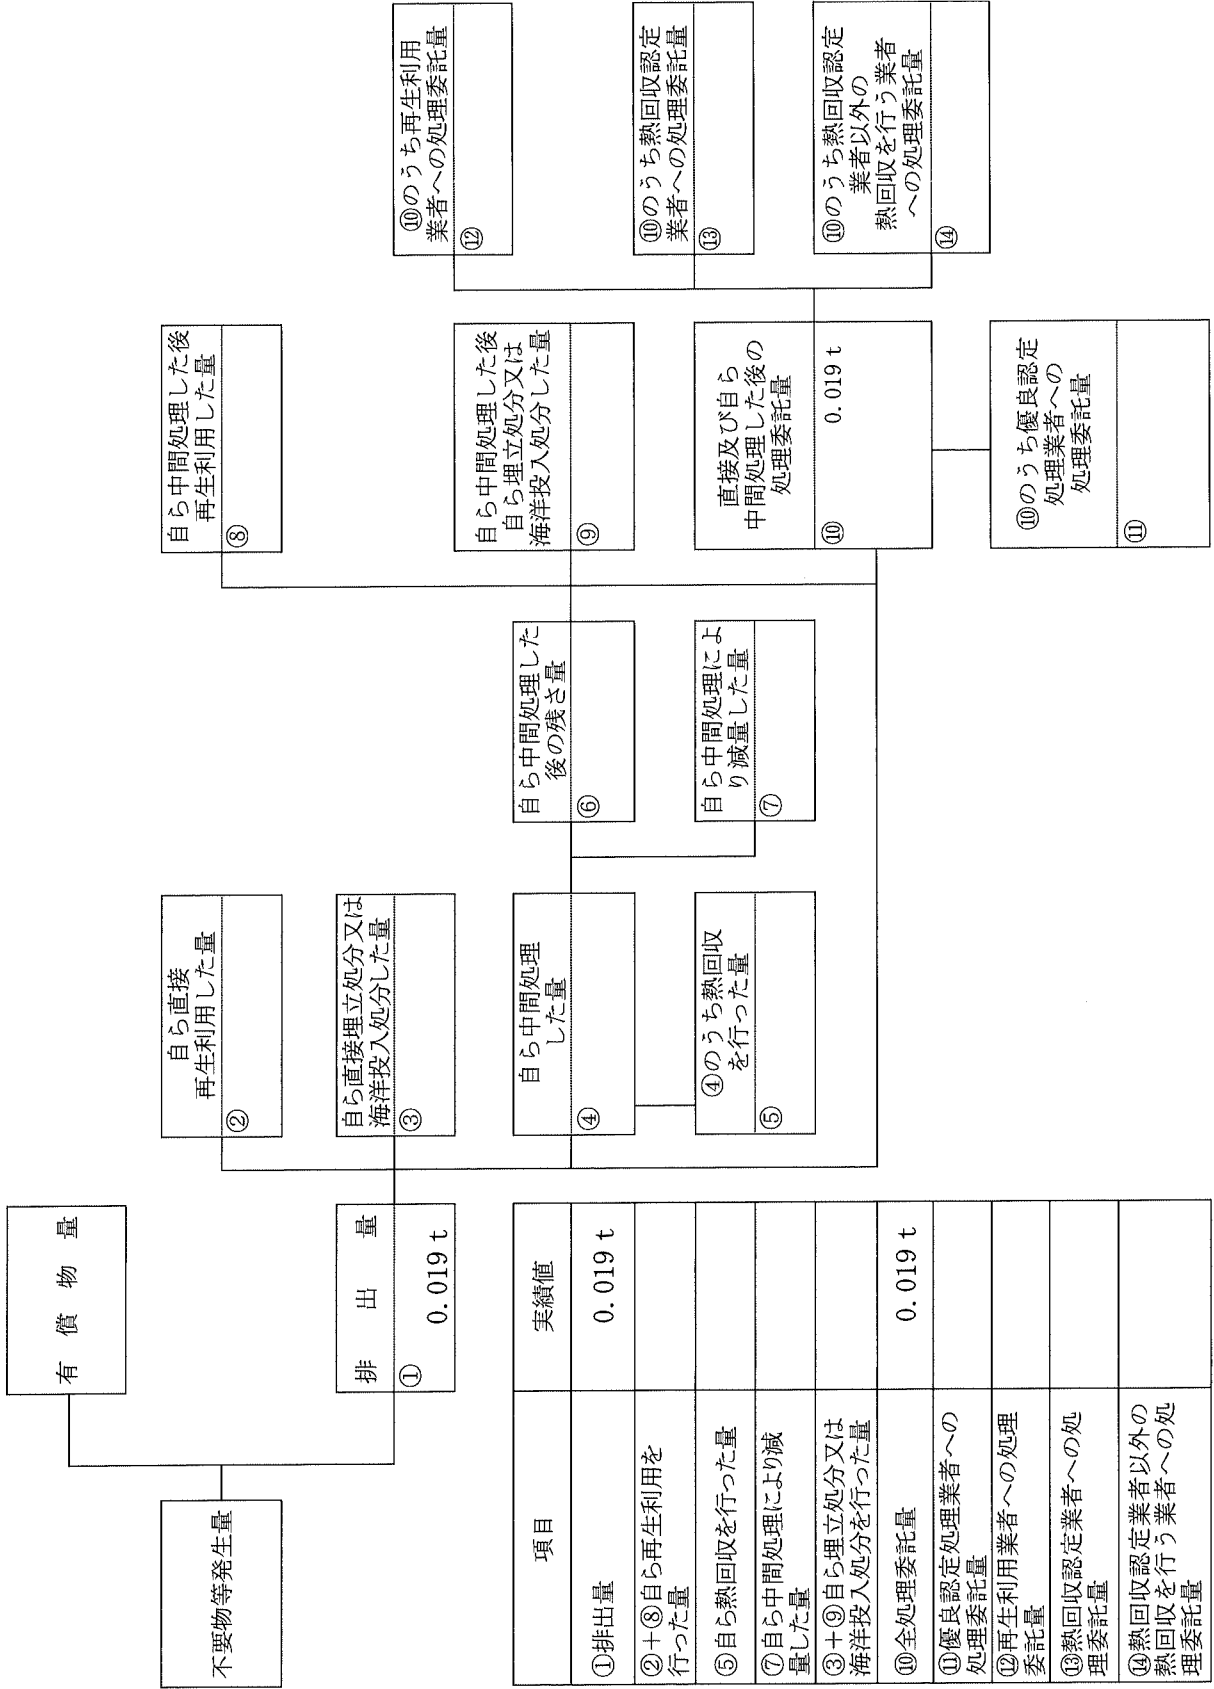 不要物等発生量
有償物量
排出量
①
0.019 t
自ら直接
再生利用した量
②
自ら直接埋立処分又は
海洋投入処分した量
③
自ら中間処理
した量
④
④のうち熱回収
を行った量
⑤
自ら中間処理した
後の残さ量
⑥
自ら中間処理によ
り減量した量
⑦
自ら中間処理した後
再生利用した量
⑧
自ら中間処理した後
自ら埋立処分又は
海洋投入処分した量
⑨
直接及び自ら
中間処理した後の
処理委託量
⑩
0.019 t
⑩のうち優良認定
処理業者への
処理委託量
⑪
⑩のうち再生利用
業者への処理委託量
⑫
⑩のうち熱回収認定
業者への処理委託量
⑬
⑩のうち熱回収認定
業者以外の
熱回収を行う業者
への処理委託量
⑭
項目 実績値
①排出量 0.019 t
②+⑧自ら再生利用を
行った量
⑤自ら熱回収を行った量
⑦自ら中間処理により減
量した量
③+⑨自ら埋立処分又は
海洋投入処分を行った量
⑩全処理委託量 0.019 t
⑪優良認定処理業者への
処理委託量
⑫再生利用業者への処理
委託量
⑬熱回収認定業者への処
理委託量
⑭熱回収認定業者以外の
熱回収を行う業者への処
理委託量